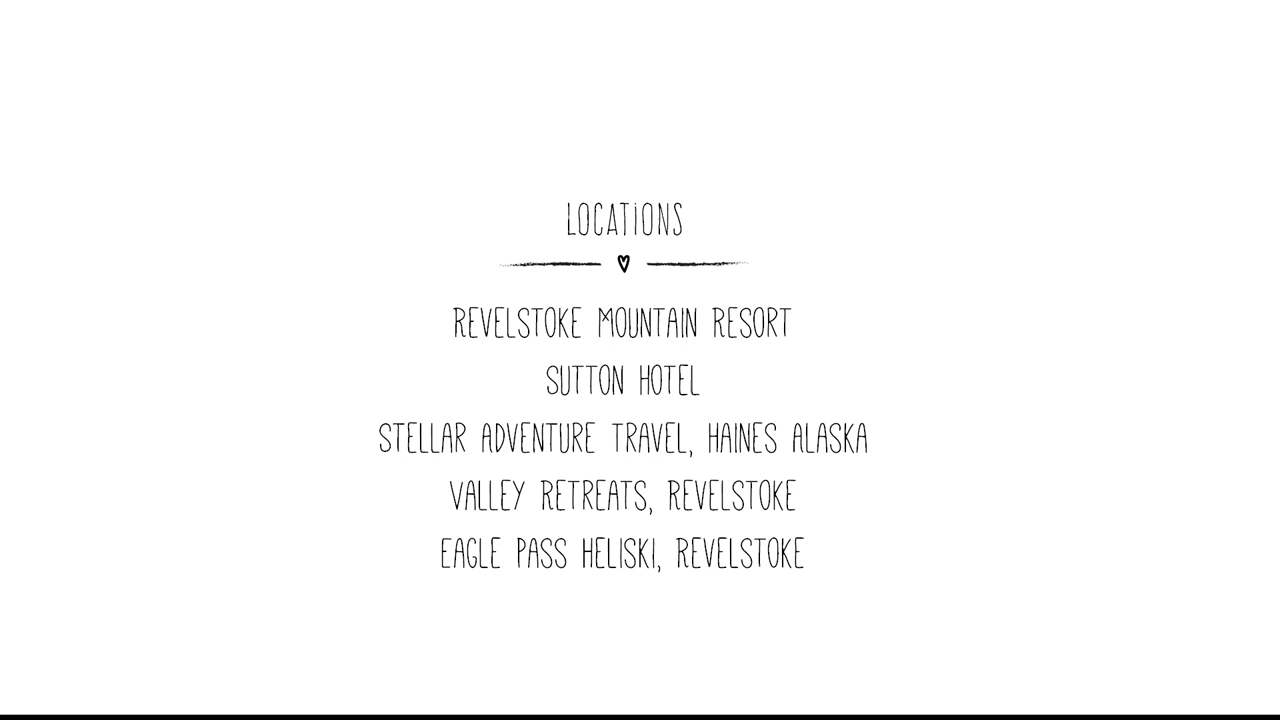 LOCATiONS
REVELSTOKE MOUNTAIN RESORT
SUTTON HOTEL
STELLAR ADVENTURE TRAVEL, HAINES ALASKA
VALLEY RETREATS, REVELSTOKE
EAGLE PASS HELISKI, REVELSTOKE